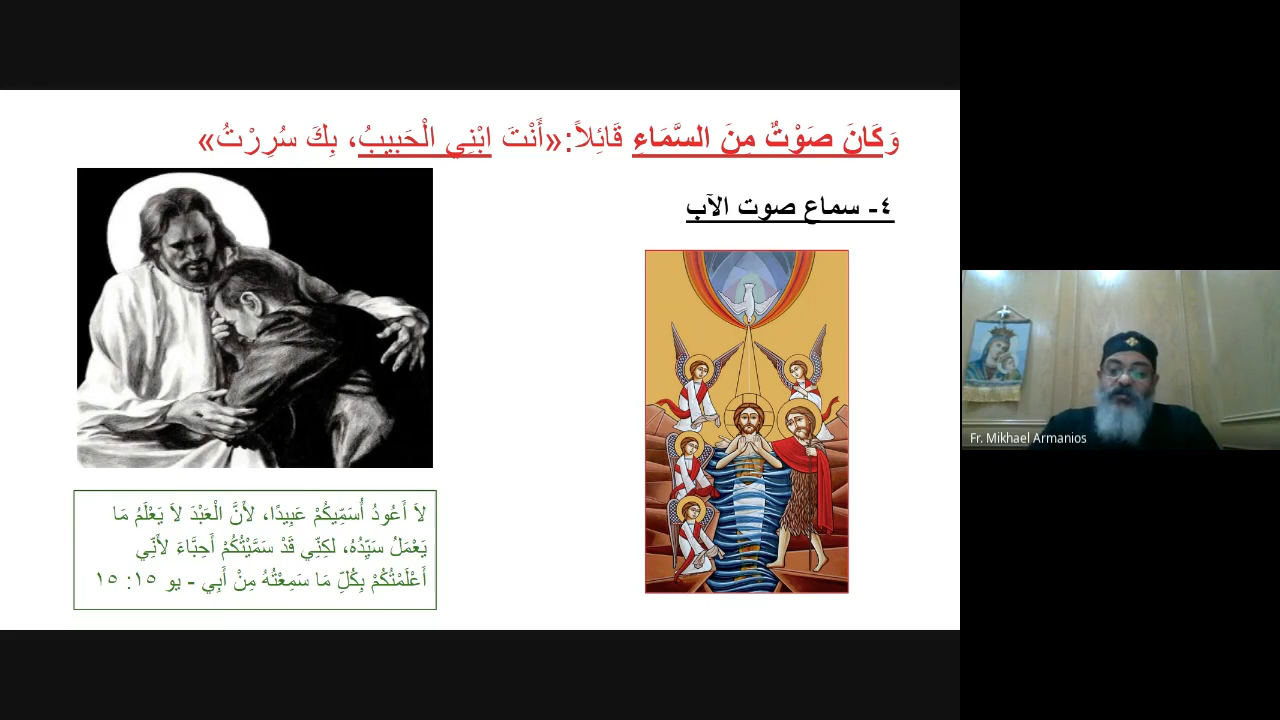 وَكَانَ صَوْتٌ مِنَ السَّمَاءِ قَائِلاً:«أَنْتَ ابْنِي الْحَبِيبُ، بِكَ سُرِرْتُ»
٤- سماع صوت الآب
لاَ أَعُودُ أُسَمِّيكُمْ عَبِيدًا، لأَنَّ الْعَبْدَ لاَ يَعْلَمُ مَا
يَعْمَلُ سَيِّدُهُ، لكِنِّي قَدْ سَمَّيْتُكُمْ أَحِبَّاءَ لأَنِّي
أَعْلَمْتُكُمْ بِكُلِّ مَا سَمِعْتُهُ مِنْ أَبِي - يو ١٥: ١٥
Fr. Mikhael Armanios